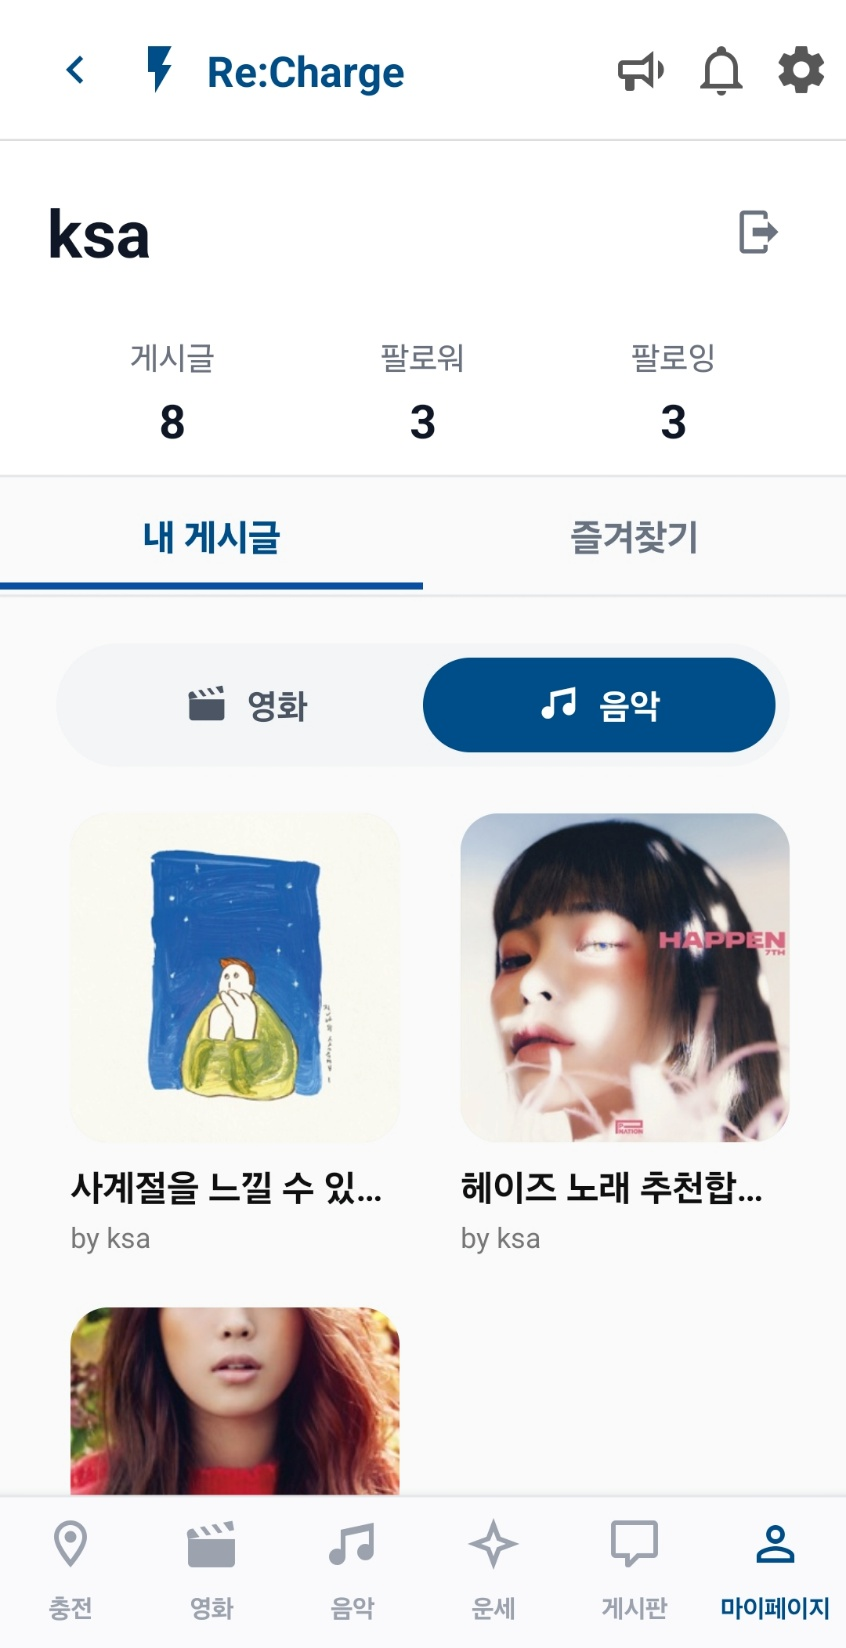 Re:Charge
ksa
게시글
팔로워
팔로잉
8
3
3
내 게시글
즐겨찾기
영화
음악
HAPPEN
7TH
P NATION
사계절을 느낄 수 있...
헤이즈 노래 추천합...
by ksa
by ksa
충전
영화
음악
운세
게시판
마이페이지